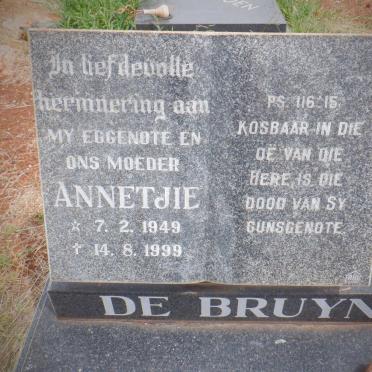 In liefdevolle
herinnering aan
MY EGGENOTE EN
ONS MOEDER
ANNETJIE
☆ 7. 2. 1949
† 14. 8. 1999
PS. 116:15
KOSBAAR IN DIE
OË VAN DIE
HERE, IS DIE
DOOD VAN SY
GUNSGENOTE.
DE BRUYN